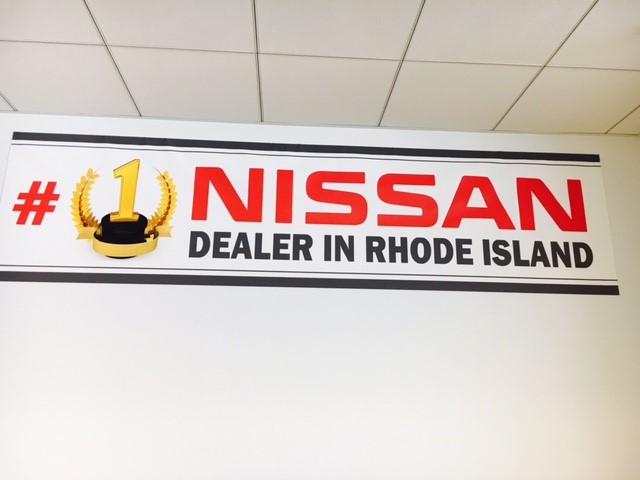 #1 NISSAN
DEALER IN RHODE ISLAND